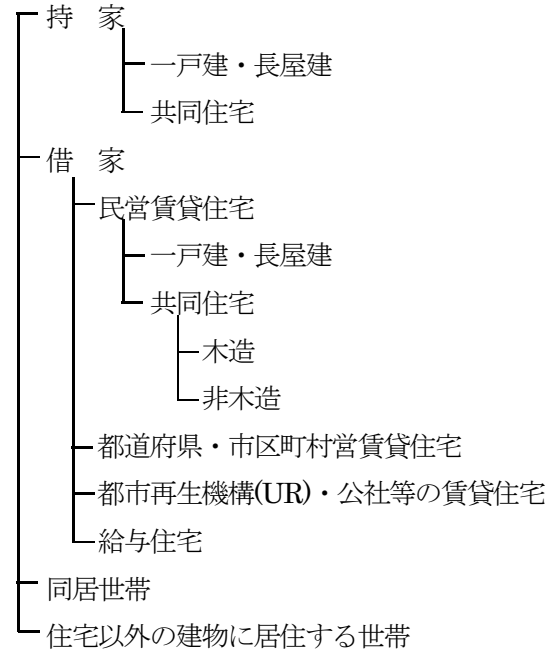 持　家
一戸建・長屋建
共同住宅
借　家
民営賃貸住宅
一戸建・長屋建
共同住宅
木造
非木造
都道府県・市区町村営賃貸住宅
都市再生機構(UR)・公社等の賃貸住宅
給与住宅
同居世帯
住宅以外の建物に居住する世帯